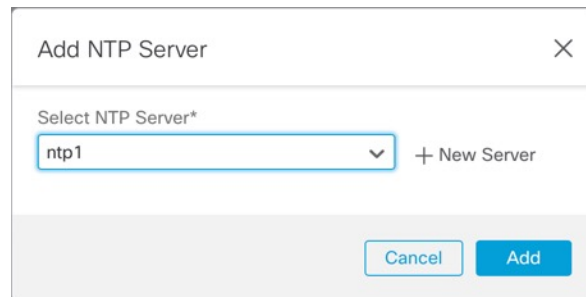 Add NTP Server
Select NTP Server*
ntp1
+ New Server
Cancel
Add